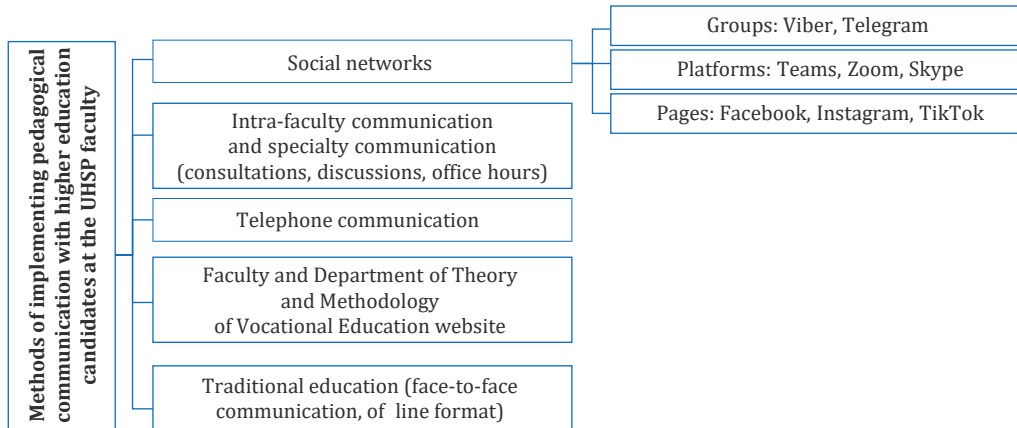 Methods of implementing pedagogical
communication with higher education
candidates at the UHSP faculty
Social networks
Groups: Viber, Telegram
Platforms: Teams, Zoom, Skype
Pages: Facebook, Instagram, TikTok
Intra-faculty communication
and specialty communication
(consultations, discussions, office hours)
Telephone communication
Faculty and Department of Theory
and Methodology
of Vocational Education website
Traditional education (face-to-face
communication, of line format)